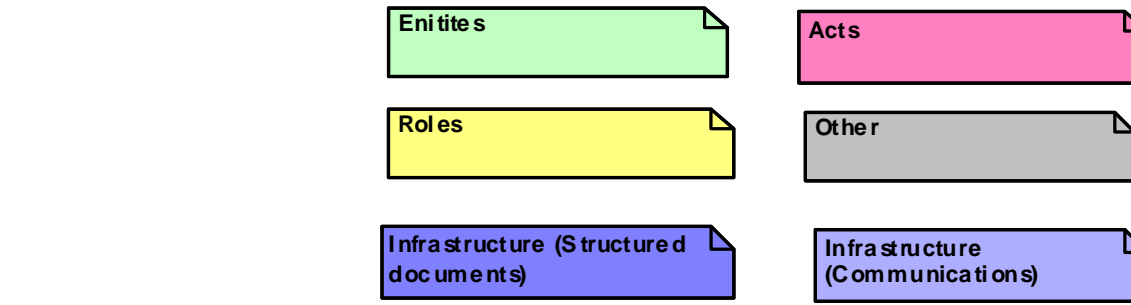 Enitites
Acts
Roles
Other
Infrastructure (Structured
documents)
Infrastructure
(Communications)